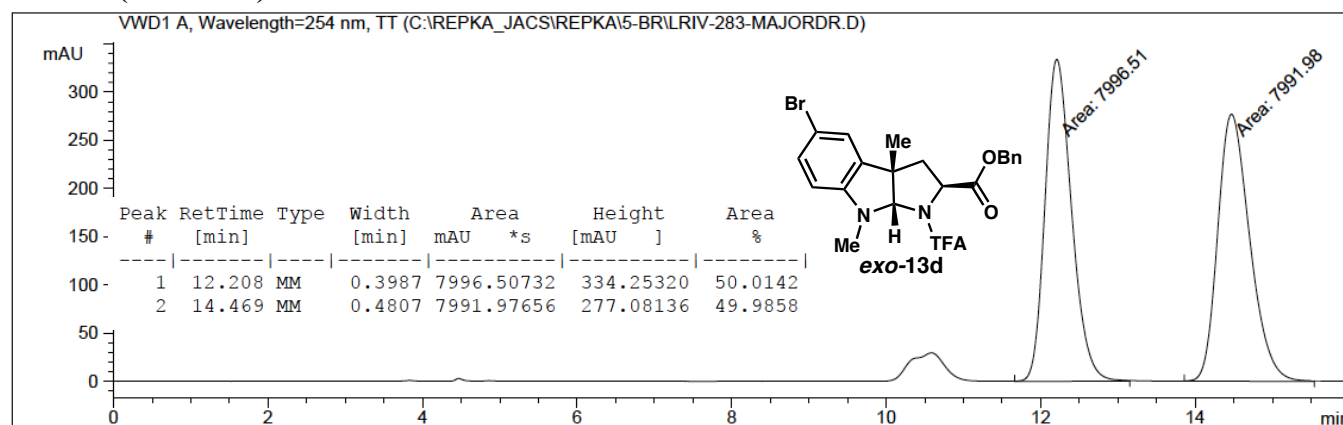 VWD1 A, Wavelength=254 nm, TT (C:\REPKA_JACS\REPKA\5-BR\LRIV-283-MAJORDR.D)
mAU
300
250
200
150
100
50
0
Area: 7996.51
Area: 7991.98
Br
Me
OBn
O
N
N
Me
H
TFA
exo-13d
Peak RetTime Type Width Area Height Area
# [min] [min] mAU *s [mAU ] %
----|-------|----|-------|----------|----------|--------|
1 12.208 MM 0.3987 7996.50732 334.25320 50.0142
2 14.469 MM 0.4807 7991.97656 277.08136 49.9858
0 2 4 6 8 10 12 14 min